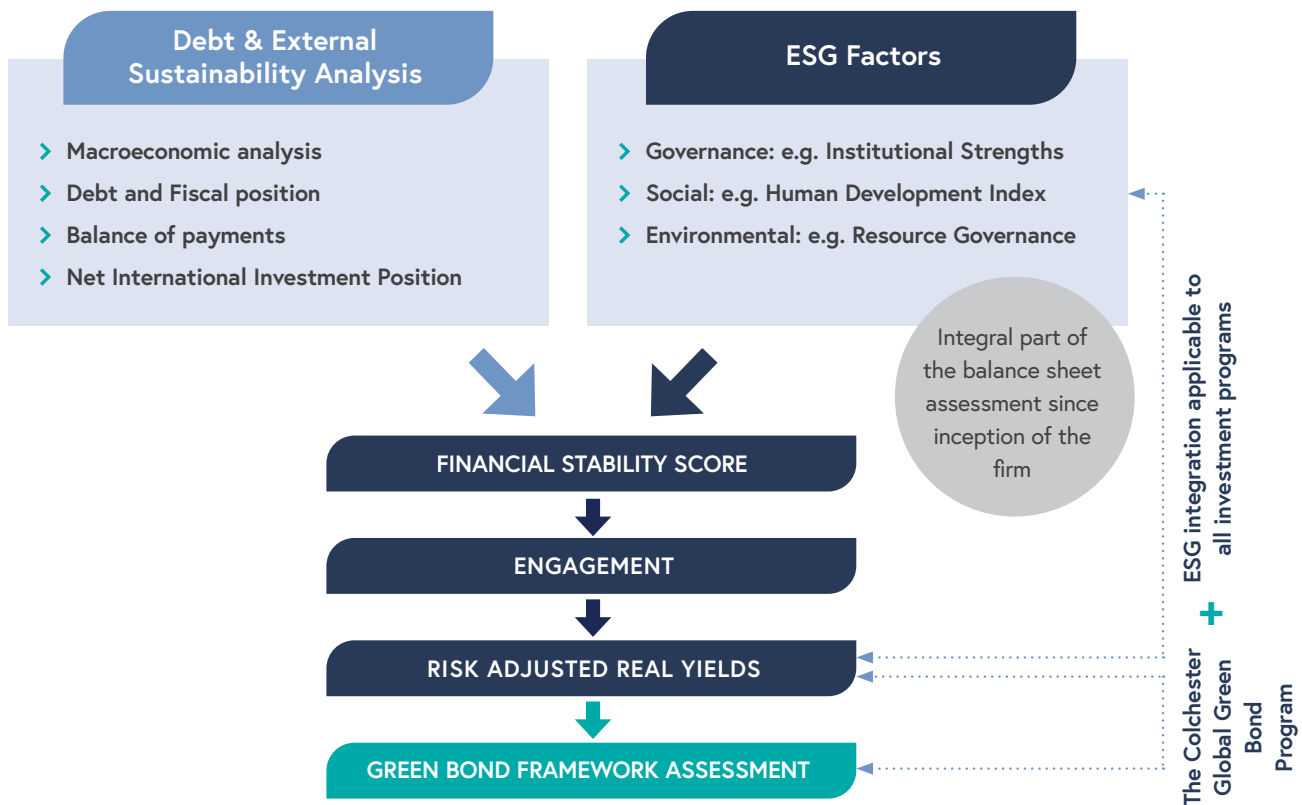 Debt & External
Sustainability Analysis
Macroeconomic analysis
Debt and Fiscal position
Balance of payments
Net International Investment Position
ESG Factors
Governance: e.g. Institutional Strengths
Social: e.g. Human Development Index
Environmental: e.g. Resource Governance
Integral part of
the balance sheet
assessment since
inception of the
firm
FINANCIAL STABILITY SCORE
ENGAGEMENT
RISK ADJUSTED REAL YIELDS
GREEN BOND FRAMEWORK ASSESSMENT
ESG integration applicable to
all investment programs
+
The Colchester
Global Green
Bond
Program